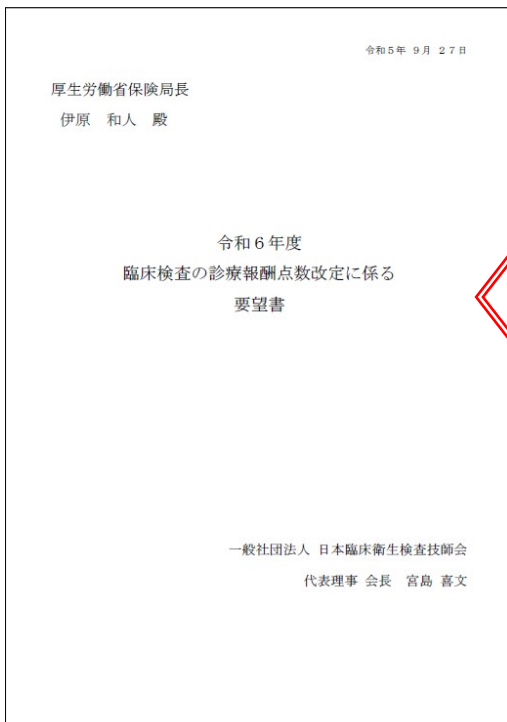 令和5年 9月 27日
厚生労働省保険局長
伊原 和人 殿
令和6年度
臨床検査の診療報酬点数改定に係る
要望書
一般社団法人 日本臨床衛生検査技師会
代表理事 会長 宮島 喜文